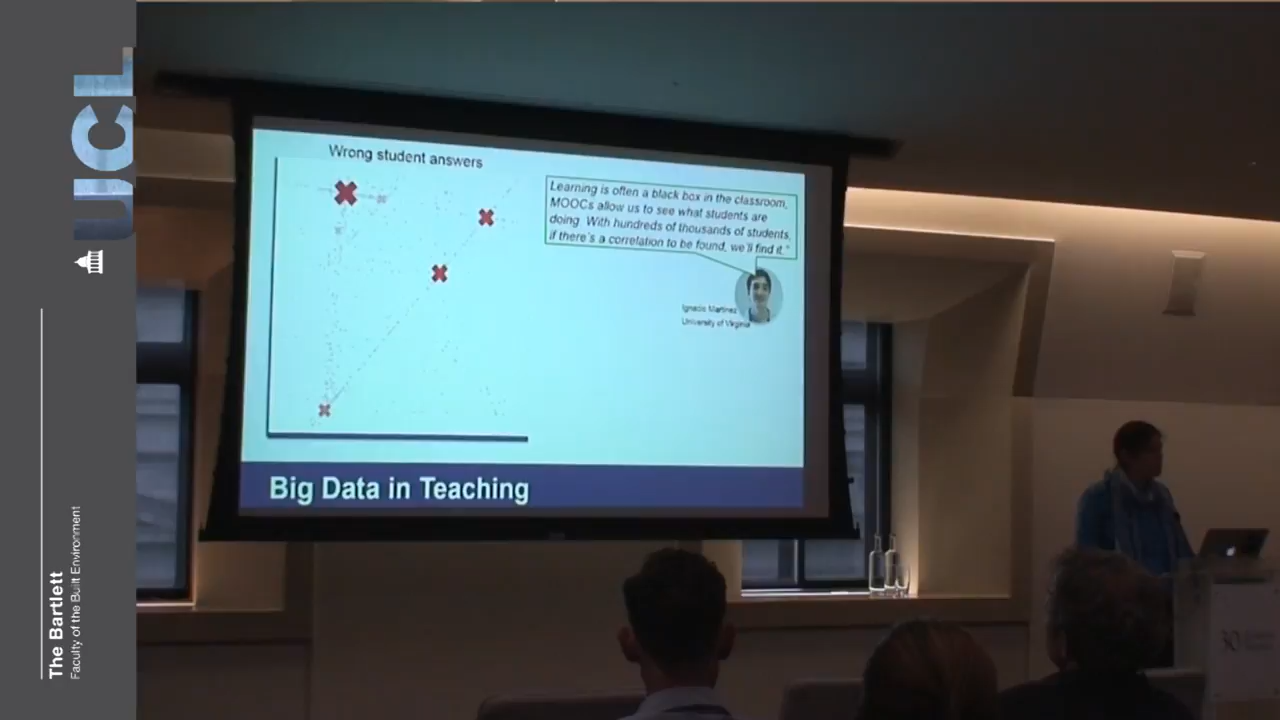 UCL
The Bartlett
Faculty of the Built Environment
Wrong student answers
Learning is often a black box in the classroom,
MOOCs allow us to see what students are
doing. With hundreds of thousands of students,
if there's a correlation to be found, we'll find it."
Ignacio Martinez
University of Virginia
Big Data in Teaching